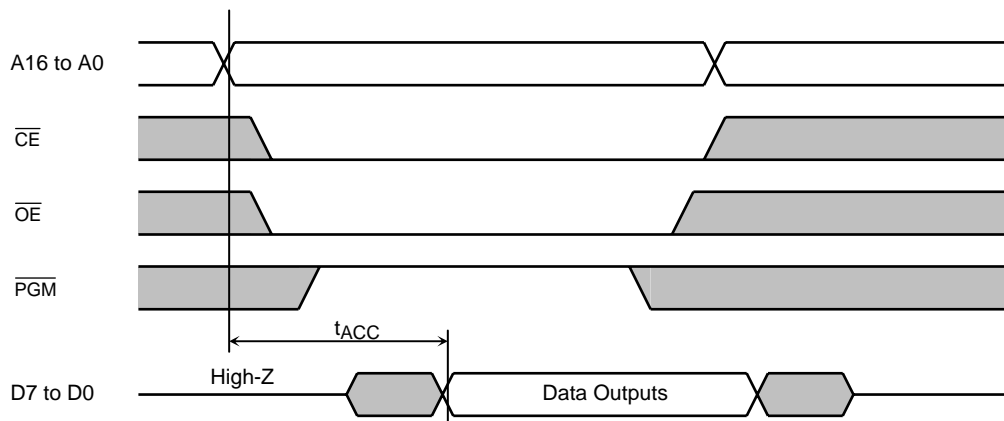 A16 to A0
CE
OE
PGM
tACC
High-Z
D7 to D0
Data Outputs